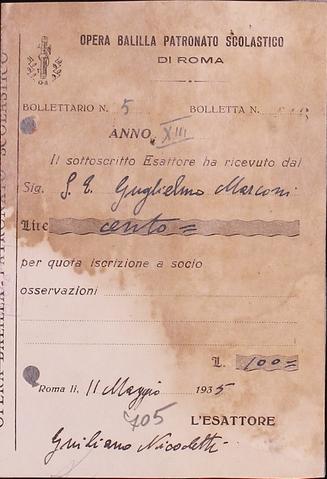 OPERA BALILLA PATRONATO SCOLASTICO
DI ROMA
BOLLETTARIO N. 5 BOLLETTA N.
ANNO XIII
Il sottoscritto Esattore ha ricevuto dal
Sig. S. E. Guglielmo Marconi
Lire cento =
per quota iscrizione a socio
osservazioni
L. 100=
Roma li, 11 Maggio 1935
705
L'ESATTORE
Giuliano Nicoletti
OPERA BALILLA - PATRONATO SCOLASTICO